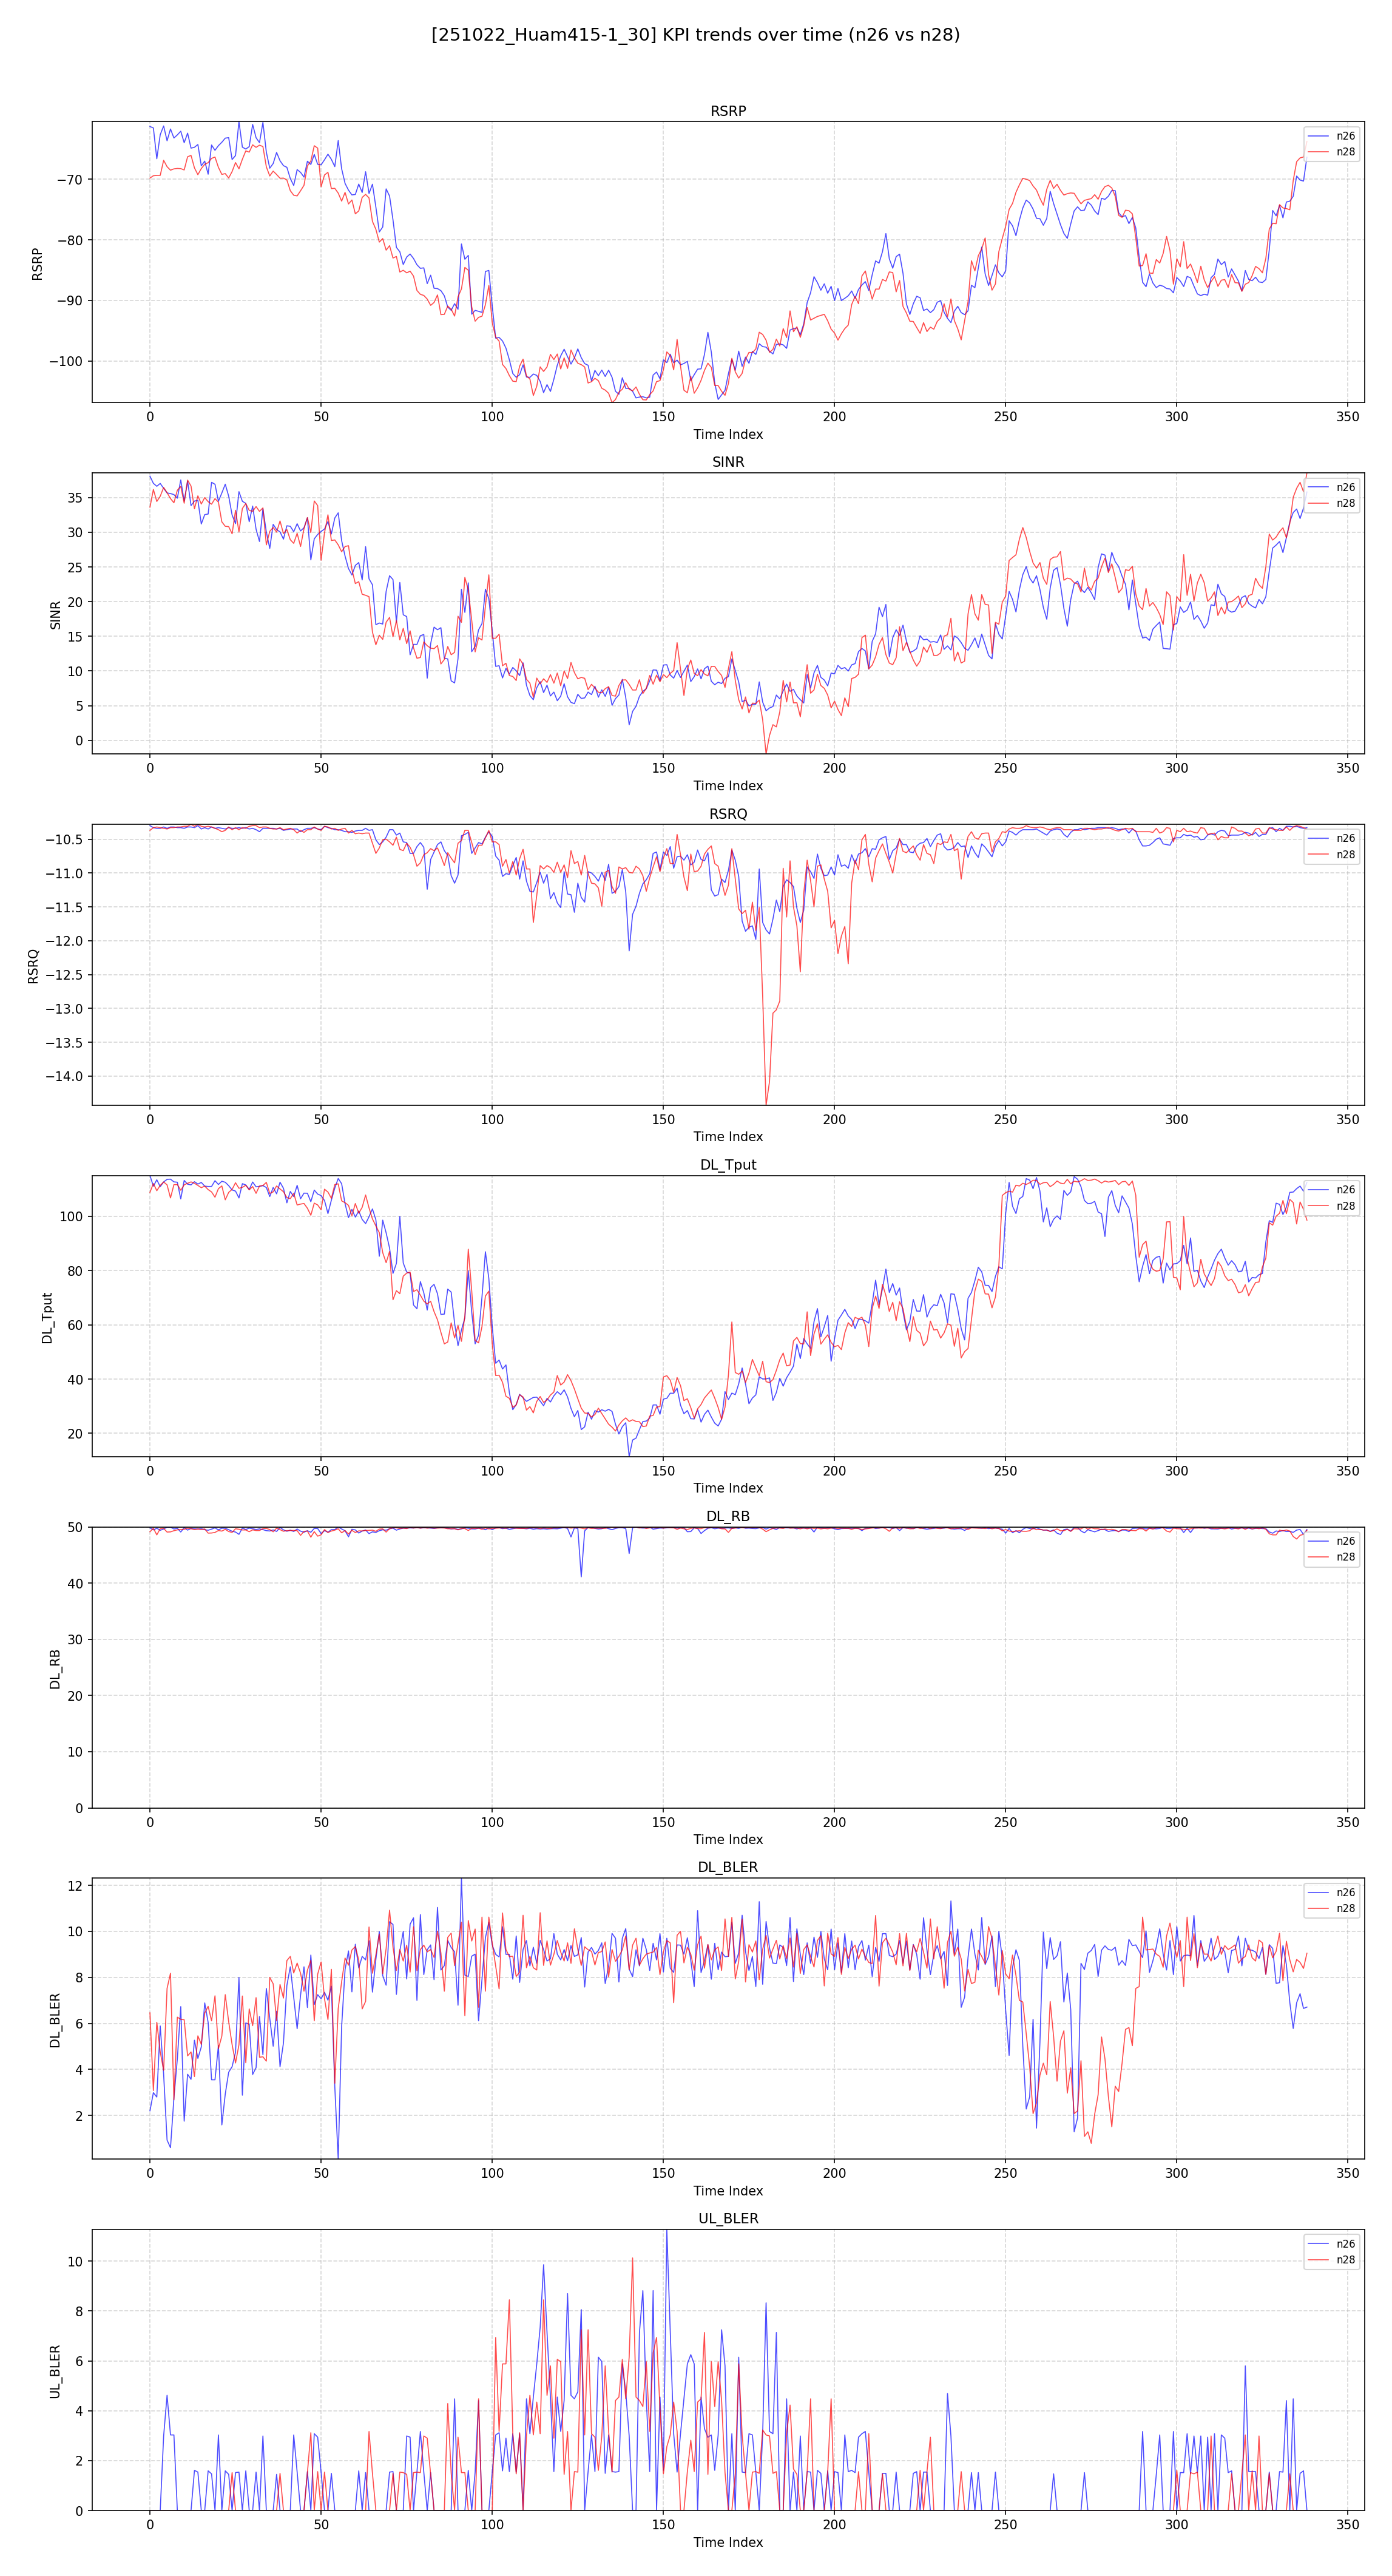 [251022_Huam415-1_30] KPI trends over time (n26 vs n28)
RSRP
n26
n28
−70
−80
−90
−100
RSRP
0 50 100 150 200 250 300 350
Time Index
SINR
n26
n28
35
30
25
20
15
10
5
0
SINR
0 50 100 150 200 250 300 350
Time Index
RSRQ
n26
n28
−10.5
−11.0
−11.5
−12.0
−12.5
−13.0
−13.5
−14.0
RSRQ
0 50 100 150 200 250 300 350
Time Index
DL_Tput
n26
n28
100
80
60
40
20
DL_Tput
0 50 100 150 200 250 300 350
Time Index
DL_RB
n26
n28
50
40
30
20
10
0
DL_RB
0 50 100 150 200 250 300 350
Time Index
DL_BLER
n26
n28
12
10
8
6
4
2
DL_BLER
0 50 100 150 200 250 300 350
Time Index
UL_BLER
n26
n28
10
8
6
4
2
0
UL_BLER
0 50 100 150 200 250 300 350
Time Index